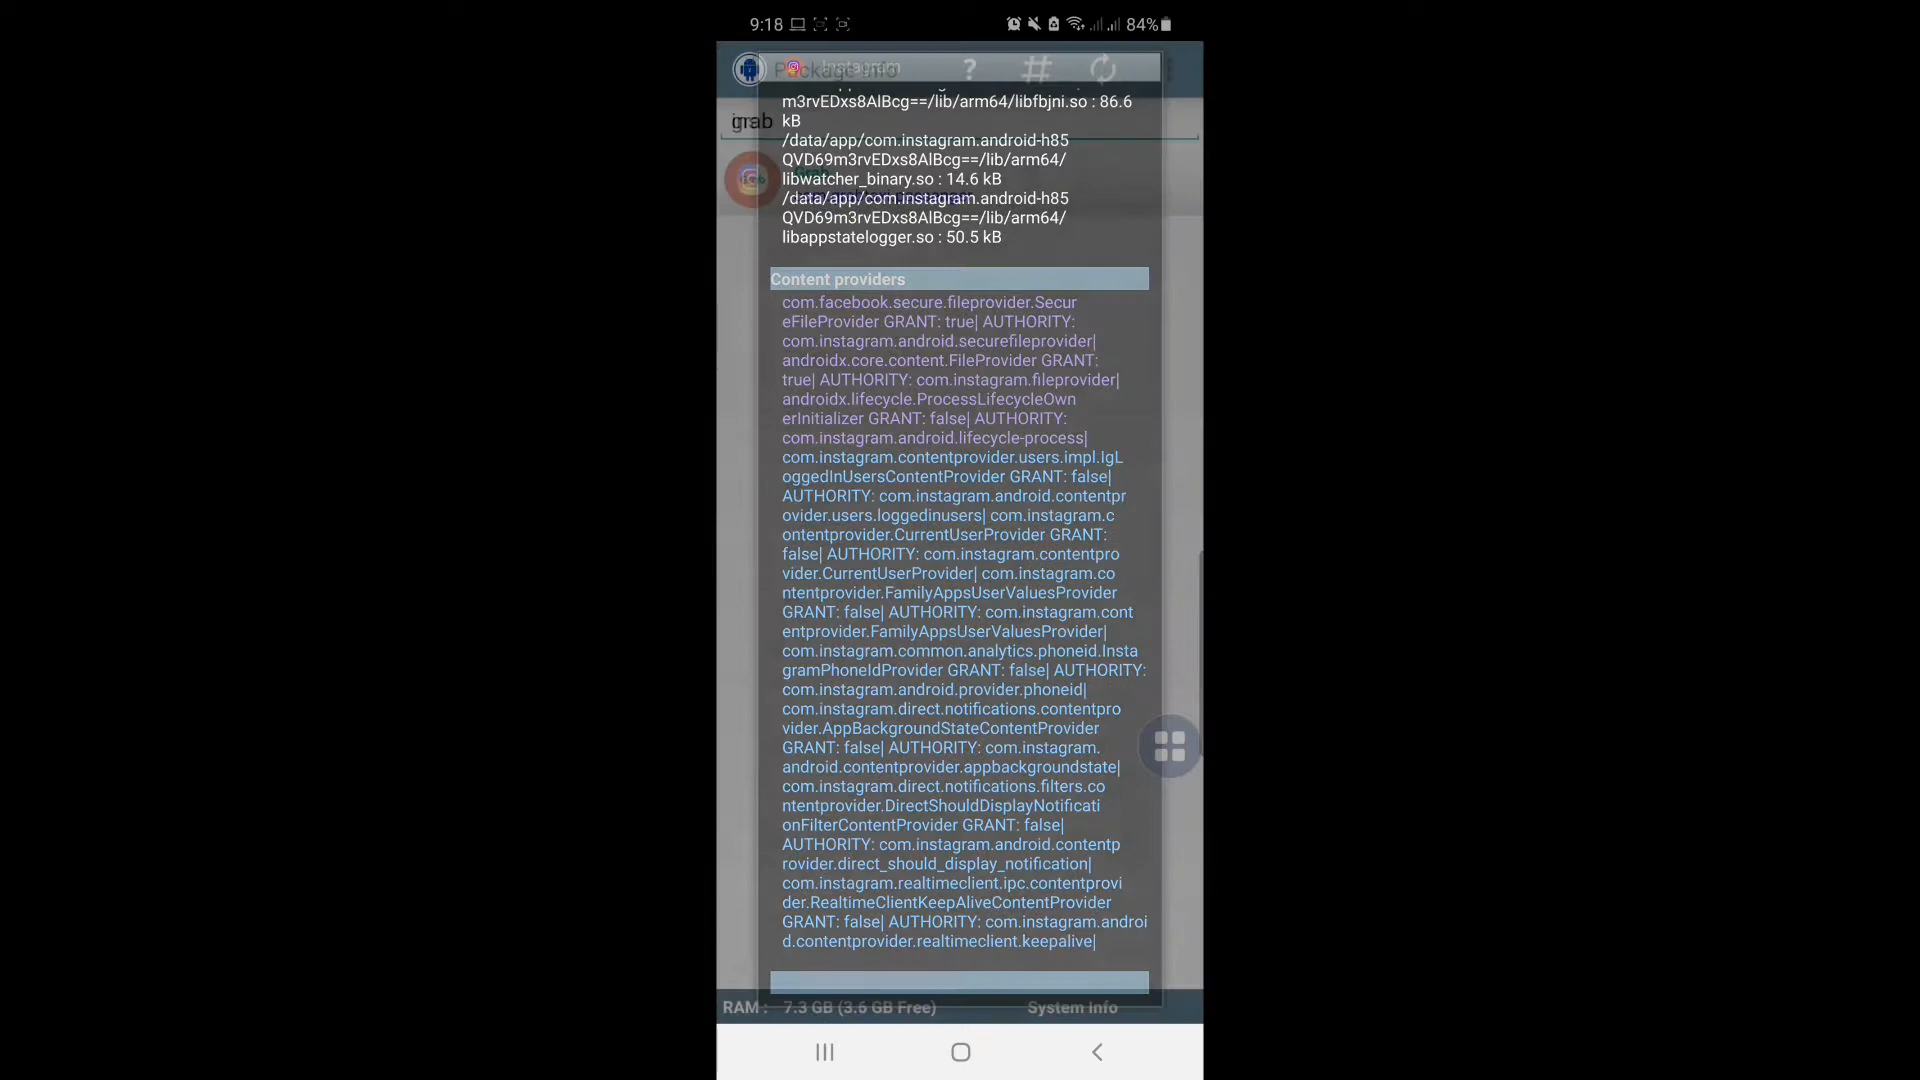 9:18 84%
Package Info
Instagram ? #
m3rvEDxs8AlBcg==/lib/arm64/libfbjni.so : 86.6
kB
grab
/data/app/com.instagram.android-h85
QVD69m3rvEDxs8AlBcg==/lib/arm64/
libwatcher_binary.so : 14.6 kB
Grab
/data/app/com.instagram.android-h85
QVD69m3rvEDxs8AlBcg==/lib/arm64/
libappstatelogger.so : 50.5 kB
Content providers
com.facebook.secure.fileprovider.Secur
eFileProvider GRANT: true| AUTHORITY:
com.instagram.android.securefileprovider|
androidx.core.content.FileProvider GRANT:
true| AUTHORITY: com.instagram.fileprovider|
androidx.lifecycle.ProcessLifecycleOwn
erInitializer GRANT: false| AUTHORITY:
com.instagram.android.lifecycle-process|
com.instagram.contentprovider.users.impl.IgL
oggedInUsersContentProvider GRANT: false|
AUTHORITY: com.instagram.android.contentpr
ovider.users.loggedinusers| com.instagram.c
ontentprovider.CurrentUserProvider GRANT:
false| AUTHORITY: com.instagram.contentpro
vider.CurrentUserProvider| com.instagram.co
ntentprovider.FamilyAppsUserValuesProvider
GRANT: false| AUTHORITY: com.instagram.cont
entprovider.FamilyAppsUserValuesProvider|
com.instagram.common.analytics.phoneid.Insta
gramPhoneIdProvider GRANT: false| AUTHORITY:
com.instagram.android.provider.phoneid|
com.instagram.direct.notifications.contentpro
vider.AppBackgroundStateContentProvider
GRANT: false| AUTHORITY: com.instagram.
android.contentprovider.appbackgroundstate|
com.instagram.direct.notifications.filters.co
ntentprovider.DirectShouldDisplayNotificati
onFilterContentProvider GRANT: false|
AUTHORITY: com.instagram.android.contentp
rovider.direct_should_display_notification|
com.instagram.realtimeclient.ipc.contentprovi
der.RealtimeClientKeepAliveContentProvider
GRANT: false| AUTHORITY: com.instagram.androi
d.contentprovider.realtimeclient.keepalive|
RAM : 7.3 GB (3.6 GB Free) System Info